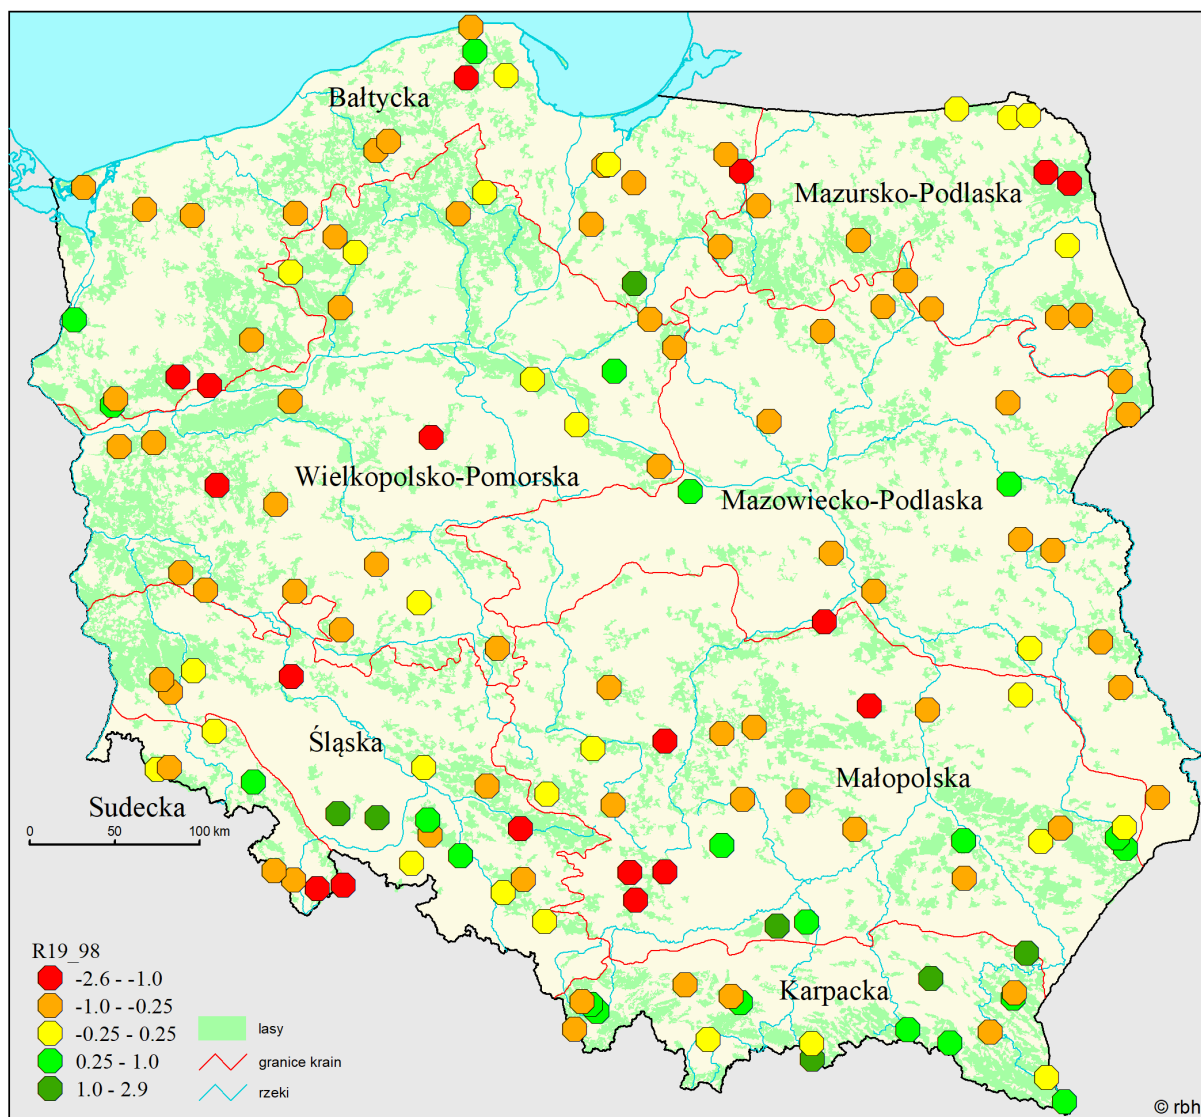 Bałtycka
Mazursko-Podlaska
Wielkopolsko-Pomorska
Mazowiecko-Podlaska
Śląska
Małopolska
Sudecka
0 50 100 km
Karpacka
R19_98
-2.6 - -1.0
-1.0 - -0.25
-0.25 - 0.25
0.25 - 1.0
1.0 - 2.9
lasy
granice krain
rzeki
© rbh